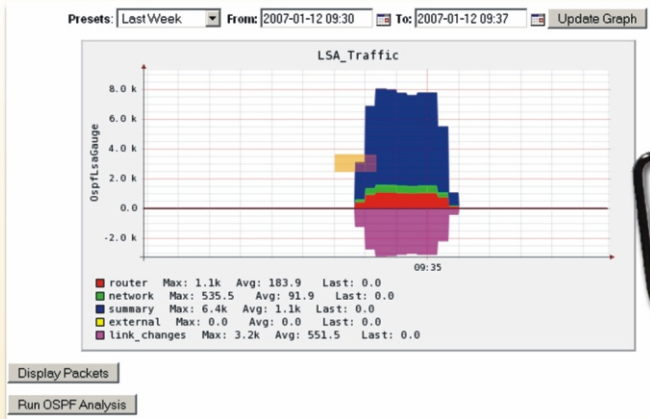 Presets: Last Week From: 2007-01-12 09:30 To: 2007-01-12 09:37 Update Graph
LSA_Traffic
OspfLsaGauge
8.0 k
6.0 k
4.0 k
2.0 k
0.0
-2.0 k
09:35
router Max: 1.1k Avg: 183.9 Last: 0.0
network Max: 535.5 Avg: 91.9 Last: 0.0
summary Max: 6.4k Avg: 1.1k Last: 0.0
external Max: 0.0 Avg: 0.0 Last: 0.0
link_changes Max: 3.2k Avg: 551.5 Last: 0.0
Display Packets
Run OSPF Analysis